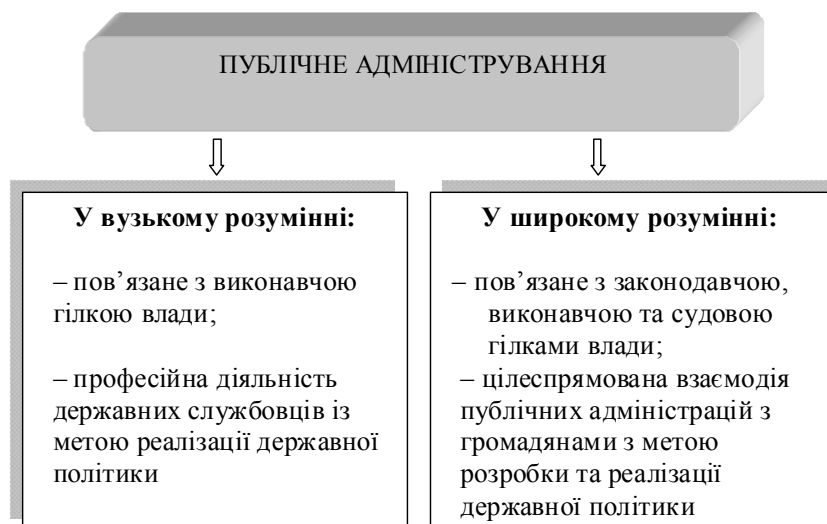 ПУБЛІЧНЕ АДМІНІСТРУВАННЯ
У вузькому розумінні:
– пов’язане з виконавчою
гілкою влади;
– професійна діяльність
державних службовців із
метою реалізації державної
політики
У широкому розумінні:
– пов’язане з законодавчою,
виконавчою та судовою
гілками влади;
– цілеспрямована взаємодія
публічних адміністрацій з
громадянами з метою
розробки та реалізації
державної політики